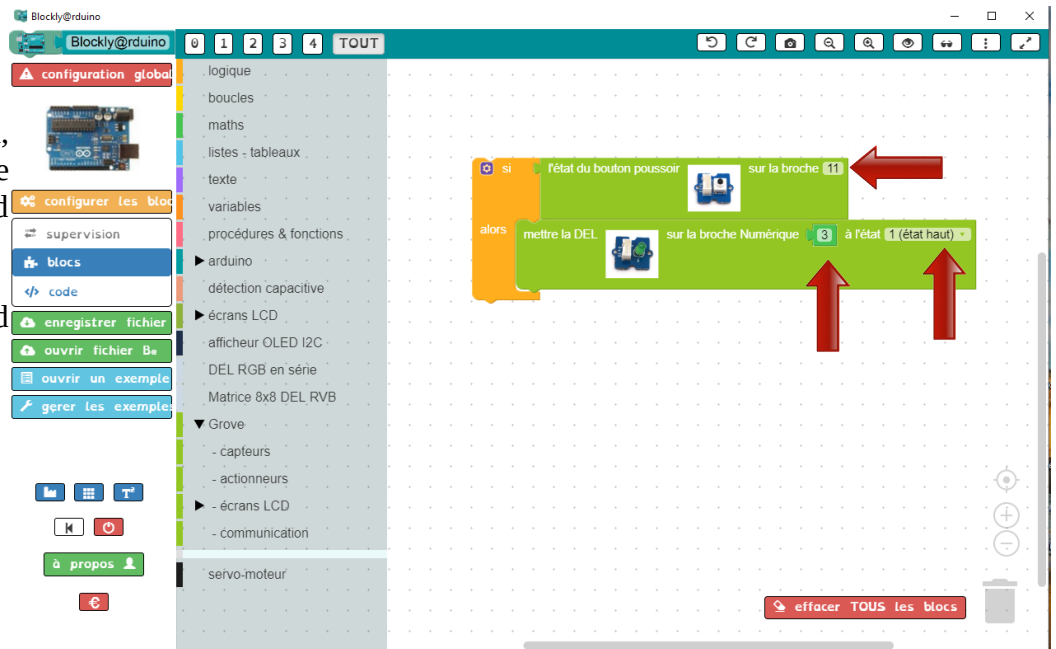 Blockly@rduino
Blockly@rduino
0 1 2 3 4 TOUT
configuration global
configurer les bloc
supervision
blocs
</> code
enregistrer fichier
ouvrir fichier B@
ouvrir un exemple
gerer les exemples
à propos
€
logique
boucles
maths
listes - tableaux
texte
variables
procédures & fonctions
arduino
détection capacitive
écrans LCD
afficheur OLED I2C
DEL RGB en série
Matrice 8x8 DEL RVB
Grove
- capteurs
- actionneurs
- écrans LCD
- communication
servo-moteur
si l'état du bouton poussoir sur la broche 11
alors mettre la DEL sur la broche Numérique 3 à l'état 1 (état haut)
effacer TOUS les blocs